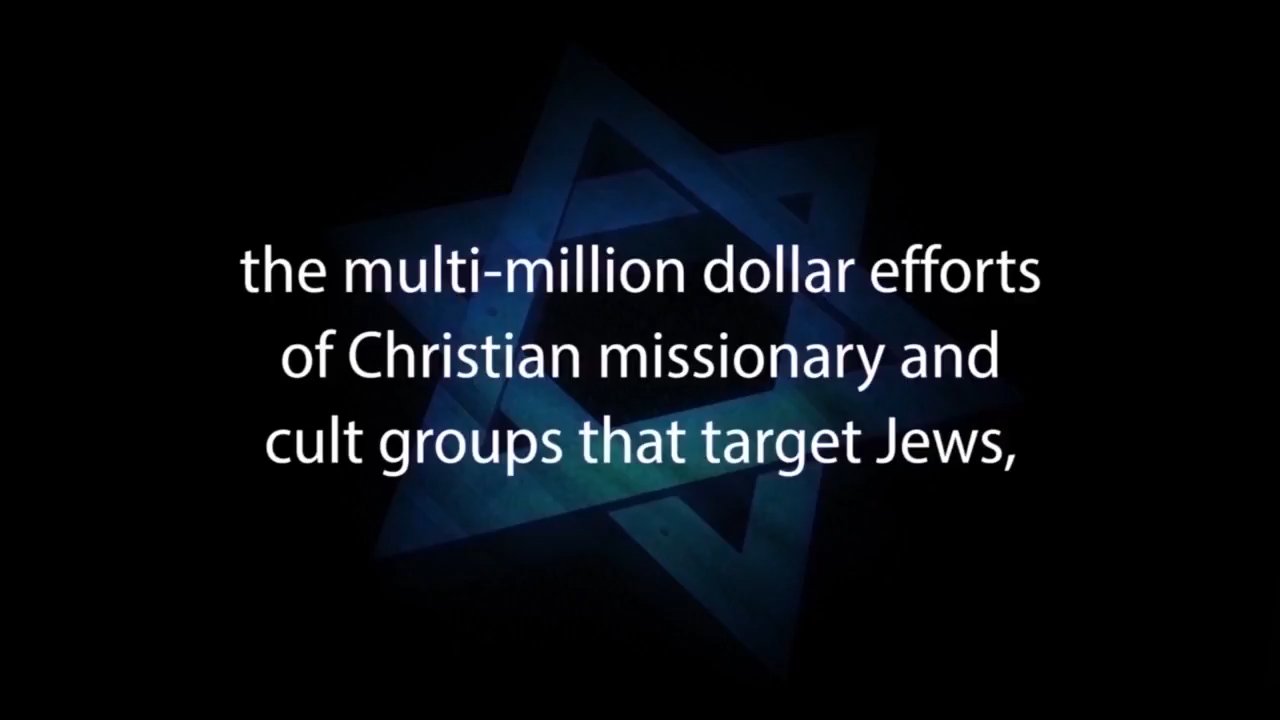 the multi-million dollar efforts
of Christian missionary and
cult groups that target Jews,